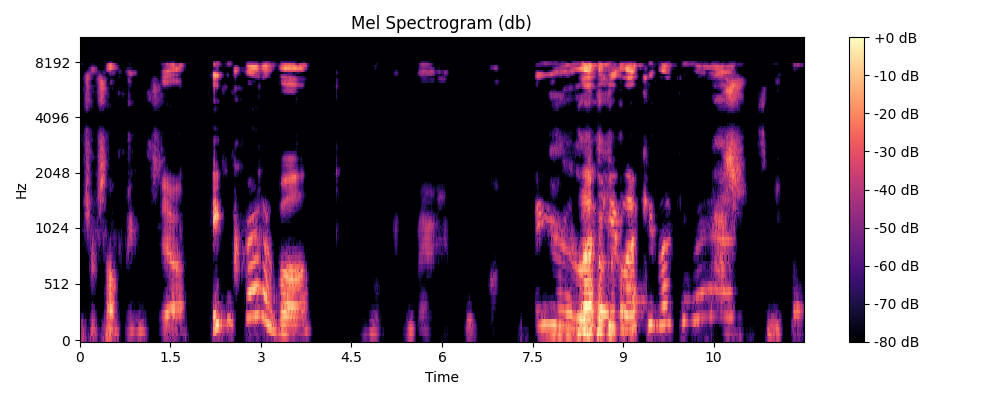 Mel Spectrogram (db)
8192
4096
2048
1024
512
0
Hz
0 1.5 3 4.5 6 7.5 9 10
Time
+0 dB
-10 dB
-20 dB
-30 dB
-40 dB
-50 dB
-60 dB
-70 dB
-80 dB